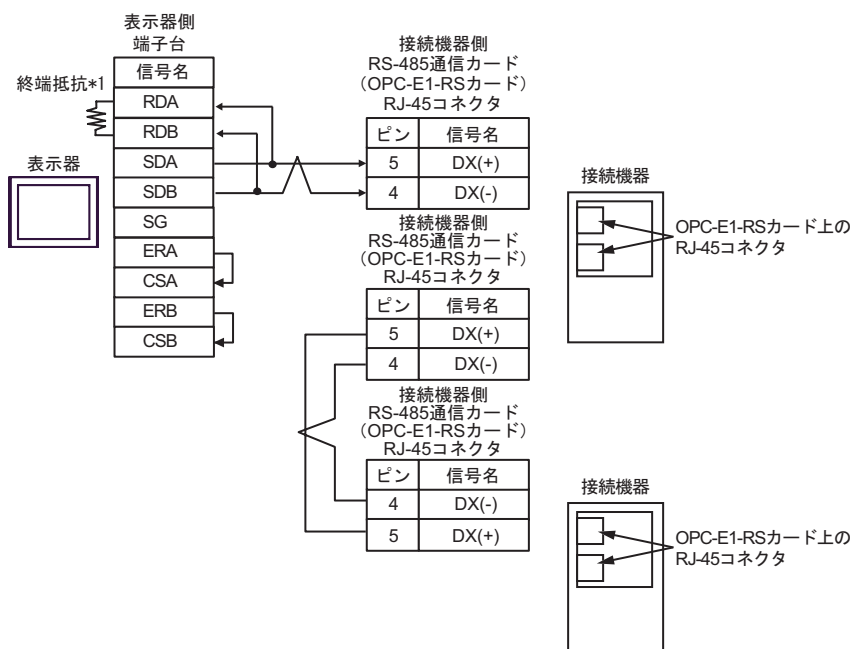 表示器側
端子台
信号名
終端抵抗*1
RDA
RDB
SDA
SDB
SG
ERA
CSA
ERB
CSB
表示器
接続機器側
RS-485通信カード
（OPC-E1-RSカード）
RJ-45コネクタ
ピン 信号名
5 DX(+)
4 DX(-)
接続機器側
RS-485通信カード
（OPC-E1-RSカード）
RJ-45コネクタ
ピン 信号名
5 DX(+)
4 DX(-)
接続機器側
RS-485通信カード
（OPC-E1-RSカード）
RJ-45コネクタ
ピン 信号名
4 DX(-)
5 DX(+)
接続機器
OPC-E1-RSカード上の
RJ-45コネクタ
接続機器
OPC-E1-RSカード上の
RJ-45コネクタ